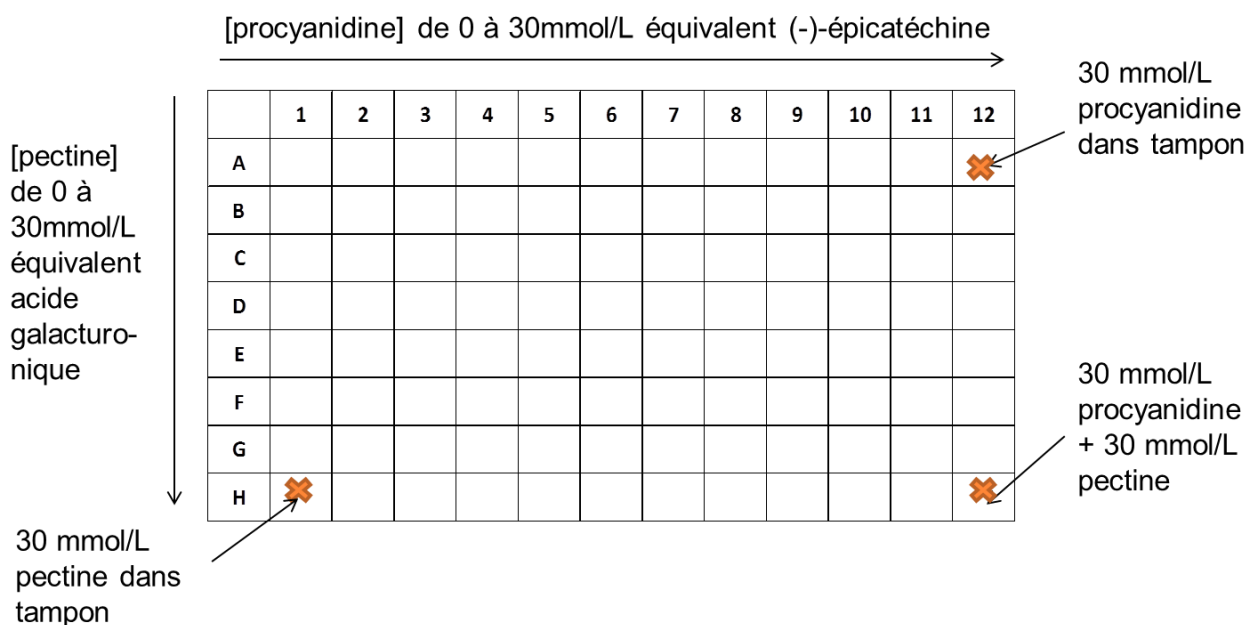 [procyanidine] de 0 à 30mmol/L équivalent (-)-épicatéchine
[pectine]
de 0 à
30mmol/L
équivalent
acide
galacturo-
nique
1 2 3 4 5 6 7 8 9 10 11 12
A
B
C
D
E
F
G
H
30 mmol/L
procyanidine
dans tampon
30 mmol/L
procyanidine
+ 30 mmol/L
pectine
30 mmol/L
pectine dans
tampon